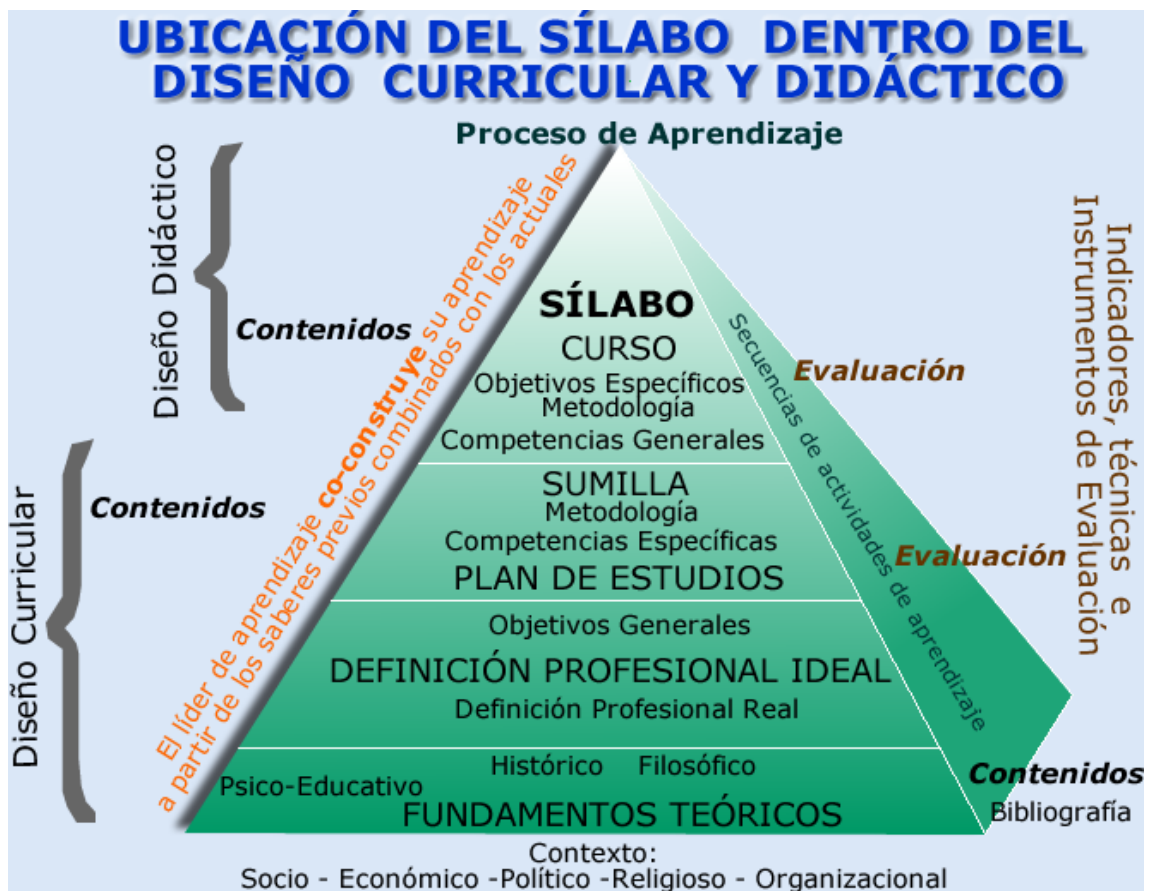 UBICACIÓN DEL SÍLABO DENTRO DEL
DISEÑO CURRICULAR Y DIDÁCTICO
Proceso de Aprendizaje
Diseño Didáctico
Contenidos
El líder de aprendizaje co-construye su aprendizaje
a partir de los saberes previos combinados con los actuales
SÍLABO
CURSO
Objetivos Específicos
Metodología
Competencias Generales
Secuencias de actividades de aprendizaje
Evaluación
Indicadores, técnicas e
Instrumentos de Evaluación
Diseño Curricular
Contenidos
SUMILLA
Metodología
Competencias Específicas
PLAN DE ESTUDIOS
Evaluación
Objetivos Generales
DEFINICIÓN PROFESIONAL IDEAL
Definición Profesional Real
Histórico Filosófico
Psico-Educativo
FUNDAMENTOS TEÓRICOS
Contenidos
Bibliografía
Contexto:
Socio - Económico -Político -Religioso - Organizacional